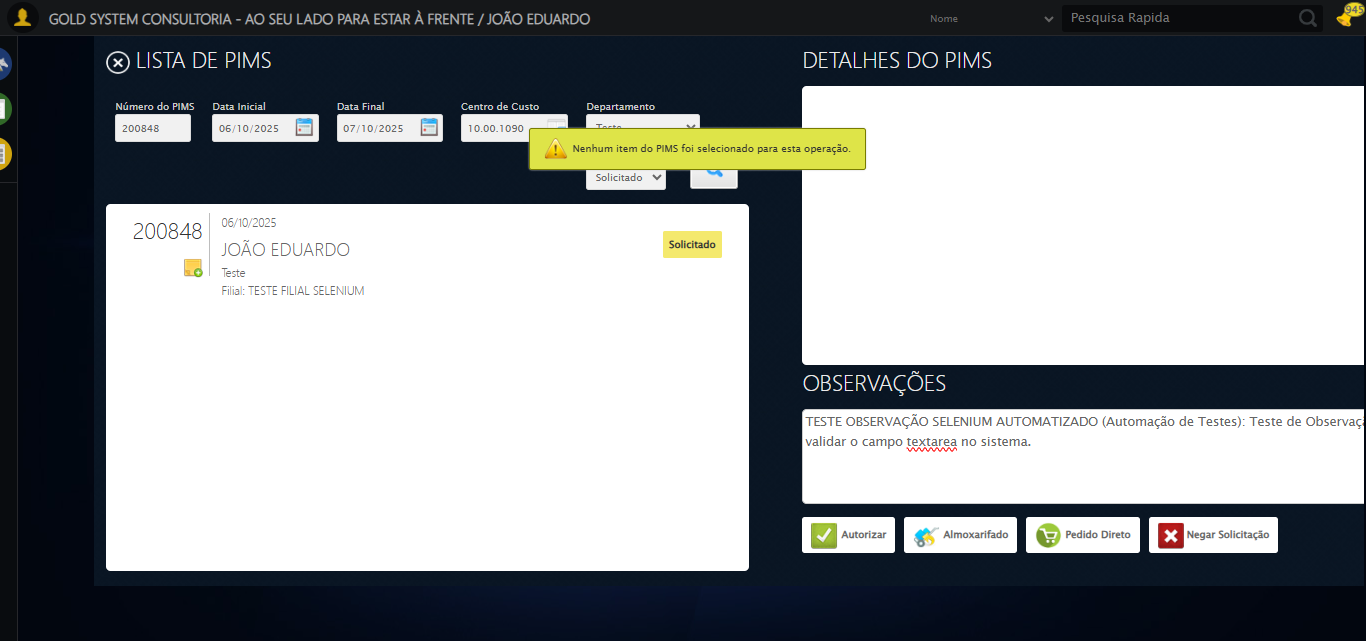 GOLD SYSTEM CONSULTORIA - AO SEU LADO PARA ESTAR À FRENTE / JOÃO EDUARDO
Nome
Pesquisa Rapida
945
LISTA DE PIMS
DETALHES DO PIMS
Número do PIMS
Data Inicial
Data Final
Centro de Custo
Departamento
200848
06/10/2025
07/10/2025
10.00.1090
Teste
Nenhum item do PIMS foi selecionado para esta operação.
Solicitado
200848
06/10/2025
JOÃO EDUARDO
Teste
Filial: TESTE FILIAL SELENIUM
Solicitado
OBSERVAÇÕES
TESTE OBSERVAÇÃO SELENIUM AUTOMATIZADO (Automação de Testes): Teste de Observaçã
validar o campo textarea no sistema.
Autorizar
Almoxarifado
Pedido Direto
Negar Solicitação